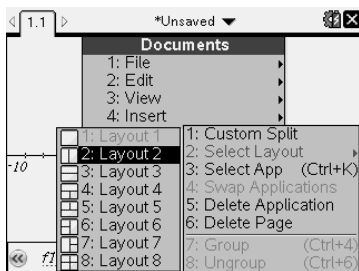 1.1 *Unsaved
Documents
1: File
2: Edit
3: View
4: Insert
1: Layout 1
2: Layout 2
3: Layout 3
4: Layout 4
5: Layout 5
6: Layout 6
7: Layout 7
8: Layout 8
1: Custom Split
2: Select Layout
3: Select App (Ctrl+K)
4: Swap Applications
5: Delete Application
6: Delete Page
7: Group (Ctrl+4)
8: Ungroup (Ctrl+6)
-10
f1